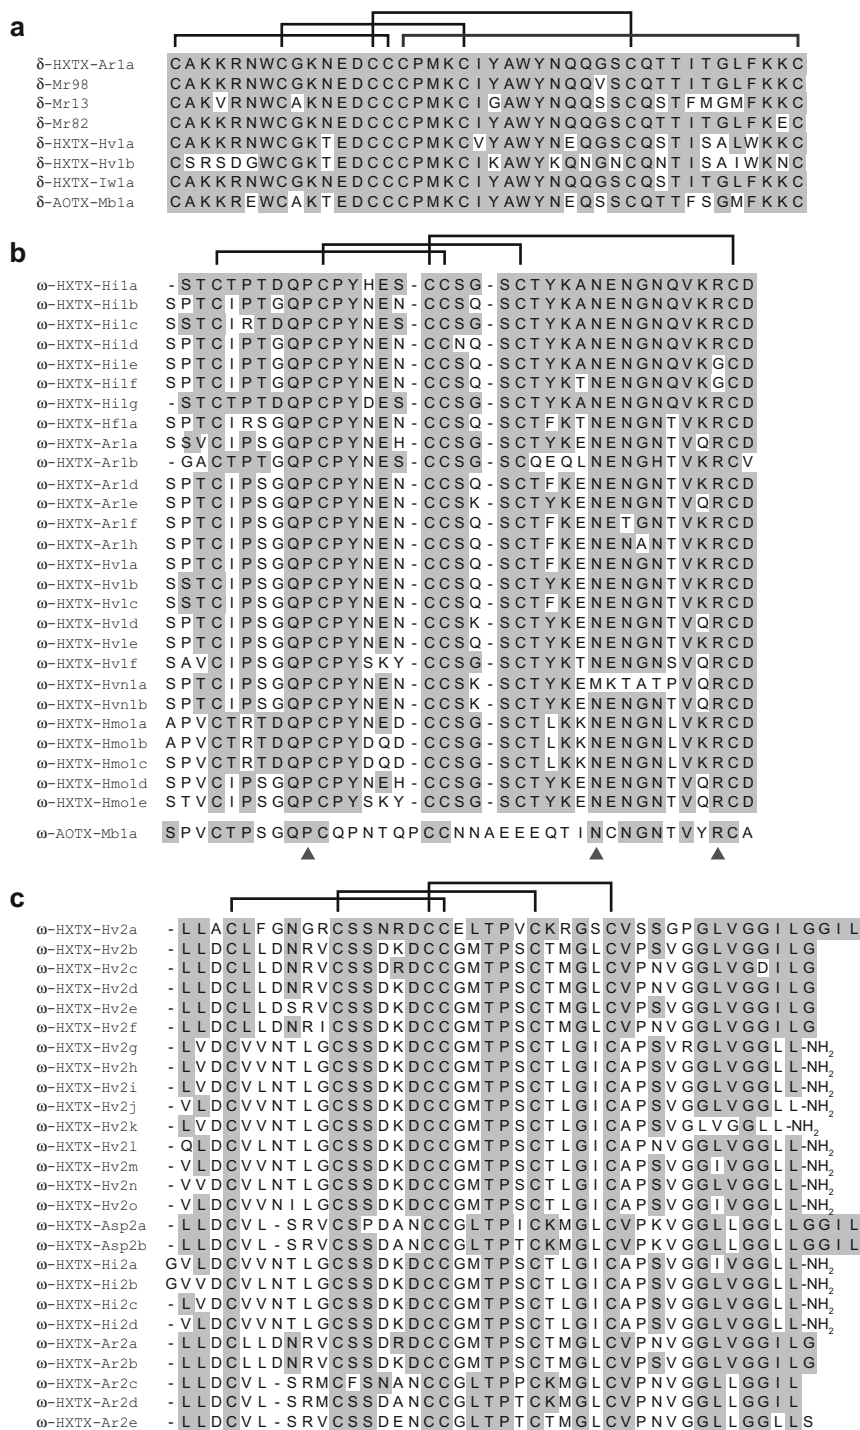 a
δ-HXTX-Ar1a CAKKRNWCGKNEDCCCPMKCIYAWYNQQGSCQTTITGLFKKC
δ-Mr98 CAKKRNWCGKNEDCCCPMKCIYAWYNQQVSCQTTITGLFKKC
δ-Mr13 CAKVRNWCAKNEDCCCPMKCIGAWYNQQSSCQSTFMGMFKKC
δ-Mr82 CAKKRNWCGKNEDCCCPMKCIYAWYNQQGSCQTTITGLFKEC
δ-HXTX-Hv1a CAKKRNWCGKTEDCCCPMKCVYAWYNEQGSCQSTISALWKKC
δ-HXTX-Hv1b CSRSDGWCGKTEDCCCPMKCIKAWYKQNGNCQNTISAIWKNC
δ-HXTX-Iw1a CAKKRNWCGKNEDCCCPMKCIYAWYNQQGSCQSTITGLFKKC
δ-AOTX-Mb1a CAKKREWCAKTEDCCCPMKCIYAWYNEQSSCQTTFSGMFKKC
b
ω-HXTX-Hi1a -STCTPTDQPCPYHES-CCSG-SCTYKANENGNQVKRCD
ω-HXTX-Hi1b SPTCIPTGQPCPYNEN-CCSQ-SCTYKANENGNQVKRCD
ω-HXTX-Hi1c SSTCIRTDQPCPYNES-CCSG-SCTYKANENGNQVKRCD
ω-HXTX-Hi1d SPTCIPTGQPCPYNEN-CCNQ-SCTYKANENGNQVKRCD
ω-HXTX-Hi1e SPTCIPTGQPCPYNEN-CCSQ-SCTYKANENGNQVKGCD
ω-HXTX-Hi1f SPTCIPTGQPCPYNEN-CCSQ-SCTYKTNENGNQVKGCD
ω-HXTX-Hi1g -STCTPTDQPCPYDES-CCSG-SCTYKANENGNQVKRCD
ω-HXTX-Hf1a SPTCIRSGQPCPYNEN-CCSQ-SCTFKTNENGNTVKRCD
ω-HXTX-Ar1a SSVCIPSGQPCPYNEH-CCSG-SCTYKENENGNTVQRCD
ω-HXTX-Ar1b -GACTPTGQPCPYNES-CCSG-SCQEQLNENGHTVKRCV
ω-HXTX-Ar1d SPTCIPSGQPCPYNEN-CCSQ-SCTFKENENGNTVKRCD
ω-HXTX-Ar1e SPTCIPSGQPCPYNEN-CCSK-SCTYKENENGNTVQRCD
ω-HXTX-Ar1f SPTCIPSGQPCPYNEN-CCSQ-SCTFKENETGNTVKRCD
ω-HXTX-Ar1h SPTCIPSGQPCPYNEN-CCSQ-SCTFKENENANTVKRCD
ω-HXTX-Hv1a SPTCIPSGQPCPYNEN-CCSQ-SCTFKENENGNTVKRCD
ω-HXTX-Hv1b SSTCIPSGQPCPYNEN-CCSQ-SCTYKENENGNTVKRCD
ω-HXTX-Hv1c SSTCIPSGQPCPYNEN-CCSQ-SCTFKENENGNTVKRCD
ω-HXTX-Hv1d SPTCIPSGQPCPYNEN-CCSK-SCTYKENENGNTVQRCD
ω-HXTX-Hv1e SPTCIPSGQPCPYNEN-CCSQ-SCTYKENENGNTVKRCD
ω-HXTX-Hv1f SAVCIPSGQPCPYSKY-CCSG-SCTYKTNENGNSVQRCD
ω-HXTX-Hvn1a SPTCIPSGQPCPYNEN-CCSK-SCTYKEMKTATPVQRCD
ω-HXTX-Hvn1b SPTCIPSGQPCPYNEN-CCSK-SCTYKENENGNTVQRCD
ω-HXTX-Hmo1a APVCTRTDQPCPYNED-CCSG-SCTLKKNENGNLVKRCD
ω-HXTX-Hmo1b APVCTRTDQPCPYDQD-CCSG-SCTLKKNENGNLVKRCD
ω-HXTX-Hmo1c SPVCTRTDQPCPYDQD-CCSG-SCTLKKNENGNLVKRCD
ω-HXTX-Hmo1d SPVCIPSGQPCPYNEH-CCSG-SCTYKENENGNTVQRCD
ω-HXTX-Hmo1e STVCIPSGQPCPYSKY-CCSG-SCTYKENENGNTVQRCD
ω-AOTX-Mb1a SPVCTPSGQPCQPNTQPCCNNAEEEQTINCNGNTVYRCA
c
ω-HXTX-Hv2a -LLACLFGNGRCSSNRDCCELTPVCKRGSCVSSGPGLVGGILGGIL
ω-HXTX-Hv2b -LLDCLLDNRVCSSDKDCCGMTPSCTMGLCVPSVGGLVGGILG
ω-HXTX-Hv2c -LLDCLLDNRVCSSDRDCCGMTPSCTMGLCVPNVGGLVGDILG
ω-HXTX-Hv2d -LLDCLLDNRVCSSDKDCCGMTPSCTMGLCVPNVGGLVGGILG
ω-HXTX-Hv2e -LLDCLLDSRVCSSDKDCCGMTPSCTMGLCVPSVGGLVGGILG
ω-HXTX-Hv2f -LLDCLLDNRICSSDKDCCGMTPSCTMGLCVPNVGGLVGGILG
ω-HXTX-Hv2g -LVDCVVNTLGCSSDKDCCGMTPSCTLGICAPSVRGLVGGLL-NH₂
ω-HXTX-Hv2h -LVDCVVNTLGCSSDKDCCGMTPSCTLGICAPSVGGLVGGLL-NH₂
ω-HXTX-Hv2i -LVDCVLNTLGCSSDKDCCGMTPSCTLGICAPSVGGLVGGLL-NH₂
ω-HXTX-Hv2j -VLDCVVNTLGCSSDKDCCGMTPSCTLGICAPSVGGLVGGLL-NH₂
ω-HXTX-Hv2k -LVDCVVNTLGCSSDKDCCGMTPSCTLGICAPSVGLVGGLL-NH₂
ω-HXTX-Hv2l -QLDCVVNTLGCSSDKDCCGMTPSCTLGICAPNVGGLVGGLL-NH₂
ω-HXTX-Hv2m -VLDCVVNTLGCSSDKDCCGMTPSCTLGICAPSVGGIVGGLL-NH₂
ω-HXTX-Hv2n -VVDCVLNTLGCSSDKDCCGMTPSCTLGICAPSVGGLVGGLL-NH₂
ω-HXTX-Hv2o -VLDCVVNILGCSSDKDCCGMTPSCTLGICAPSVGGIVGGLL-NH₂
ω-HXTX-Asp2a -LLDCVL-SRVCSPDANCCGLTPICKMGLCVPKVGGLLGGLLGGIL
ω-HXTX-Asp2b -LLDCVL-SRVCSSDANCCGLTPTCKMGLCVPKVGGLLGGLLGGIL
ω-HXTX-Hi2a GVLDCVVNTLGCSSDKDCCGMTPSCTLGICAPSVGGIVGGLL-NH₂
ω-HXTX-Hi2b GVVDCVLNTLGCSSDKDCCGMTPSCTLGICAPSVGGLVGGLL-NH₂
ω-HXTX-Hi2c -LVDCVVNTLGCSSDKDCCGMTPSCTLGICAPSVGGLVGGLL-NH₂
ω-HXTX-Hi2d -VLDCVVNTLGCSSDKDCCGMTPSCTLGICAPSVGGLVGGLL-NH₂
ω-HXTX-Ar2a -LLDCLLDNRVCSSDRDCCGMTPSCTMGLCVPNVGGLVGGILG
ω-HXTX-Ar2b -LLDCLLDNRVCSSDKDCCGMTPSCTMGLCVPSVGGLVGGILG
ω-HXTX-Ar2c -LLDCVL-SRMCFSNANCCGLTPPCKMGLCVPNVGGLLGGIL
ω-HXTX-Ar2d -LLDCVL-SRMCSSDANCCGLTPTCKMGLCVPNVGGLLGGIL
ω-HXTX-Ar2e -LLDCVL-SRVCSSDENCCGLTPTCTMGLCVPNVGGLLGGLLS